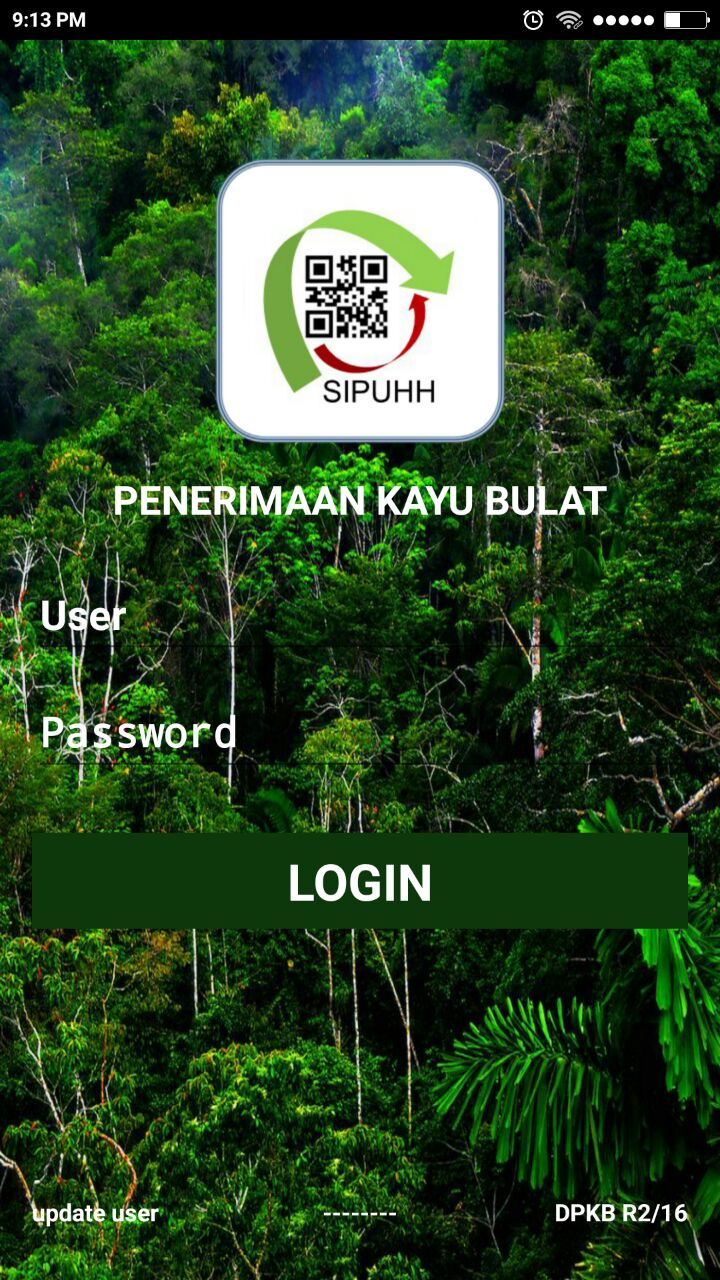 9:13 PM
SIPUHH
PENERIMAAN KAYU BULAT
User
Password
LOGIN
update user
--------
DPKB R2/16